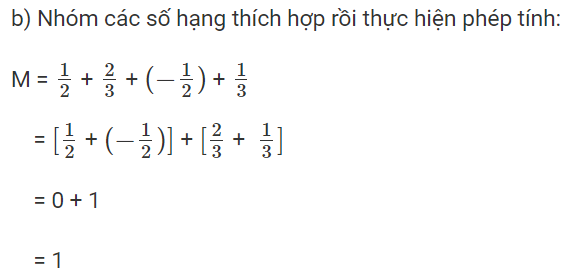 b) Nhóm các số hạng thích hợp rồi thực hiện phép tính:
M = 1/2 + 2/3 + (−1/2) + 1/3
= [1/2 + (−1/2)] + [2/3 + 1/3]
= 0 + 1
= 1